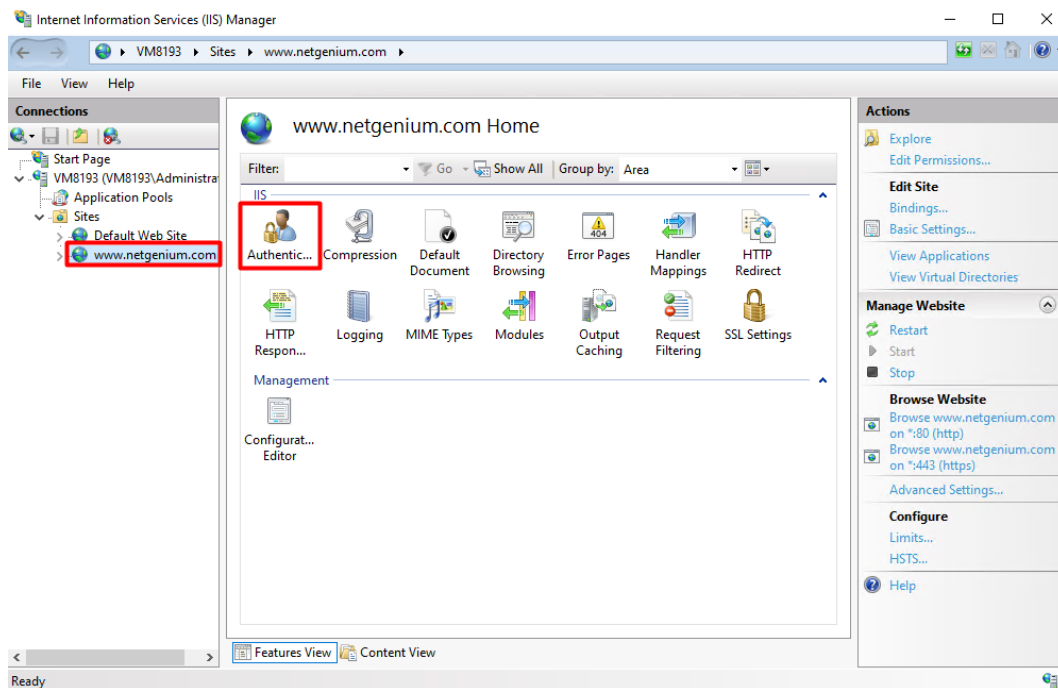 Internet Information Services (IIS) Manager
VM8193 Sites www.netgenium.com
File View Help
Connections
Start Page
VM8193 (VM8193\Administra
Application Pools
Sites
Default Web Site
www.netgenium.com
www.netgenium.com Home
Filter: Go Show All Group by: Area
IIS
Authentic... Compression Default Document Directory Browsing Error Pages Handler Mappings HTTP Redirect
404
HTTP Respon... Logging MIME Types Modules Output Caching Request Filtering SSL Settings
Management
Configurat... Editor
Features View Content View
Actions
Explore
Edit Permissions...
Edit Site
Bindings...
Basic Settings...
View Applications
View Virtual Directories
Manage Website
Restart
Start
Stop
Browse Website
Browse www.netgenium.com
on *:80 (http)
Browse www.netgenium.com
on *:443 (https)
Advanced Settings...
Configure
Limits...
HSTS...
Help
Ready